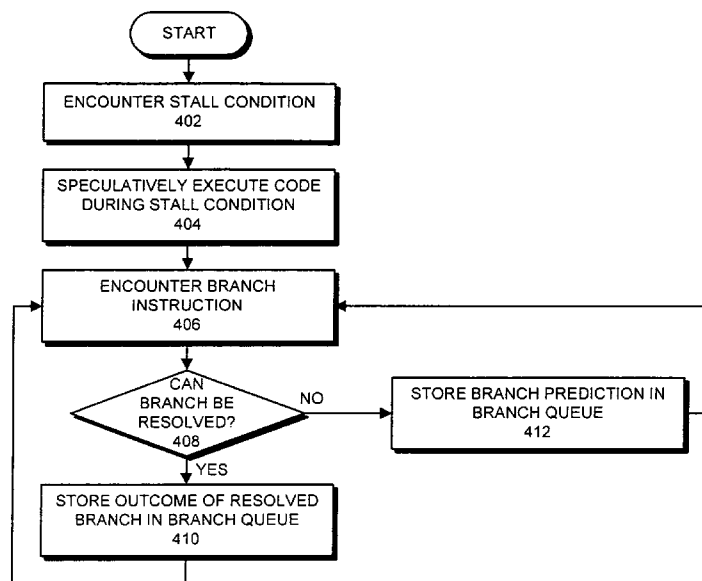 START
ENCOUNTER STALL CONDITION
402
SPECULATIVELY EXECUTE CODE
DURING STALL CONDITION
404
ENCOUNTER BRANCH
INSTRUCTION
406
CAN
BRANCH BE
RESOLVED?
408
NO
STORE BRANCH PREDICTION IN
BRANCH QUEUE
412
YES
STORE OUTCOME OF RESOLVED
BRANCH IN BRANCH QUEUE
410